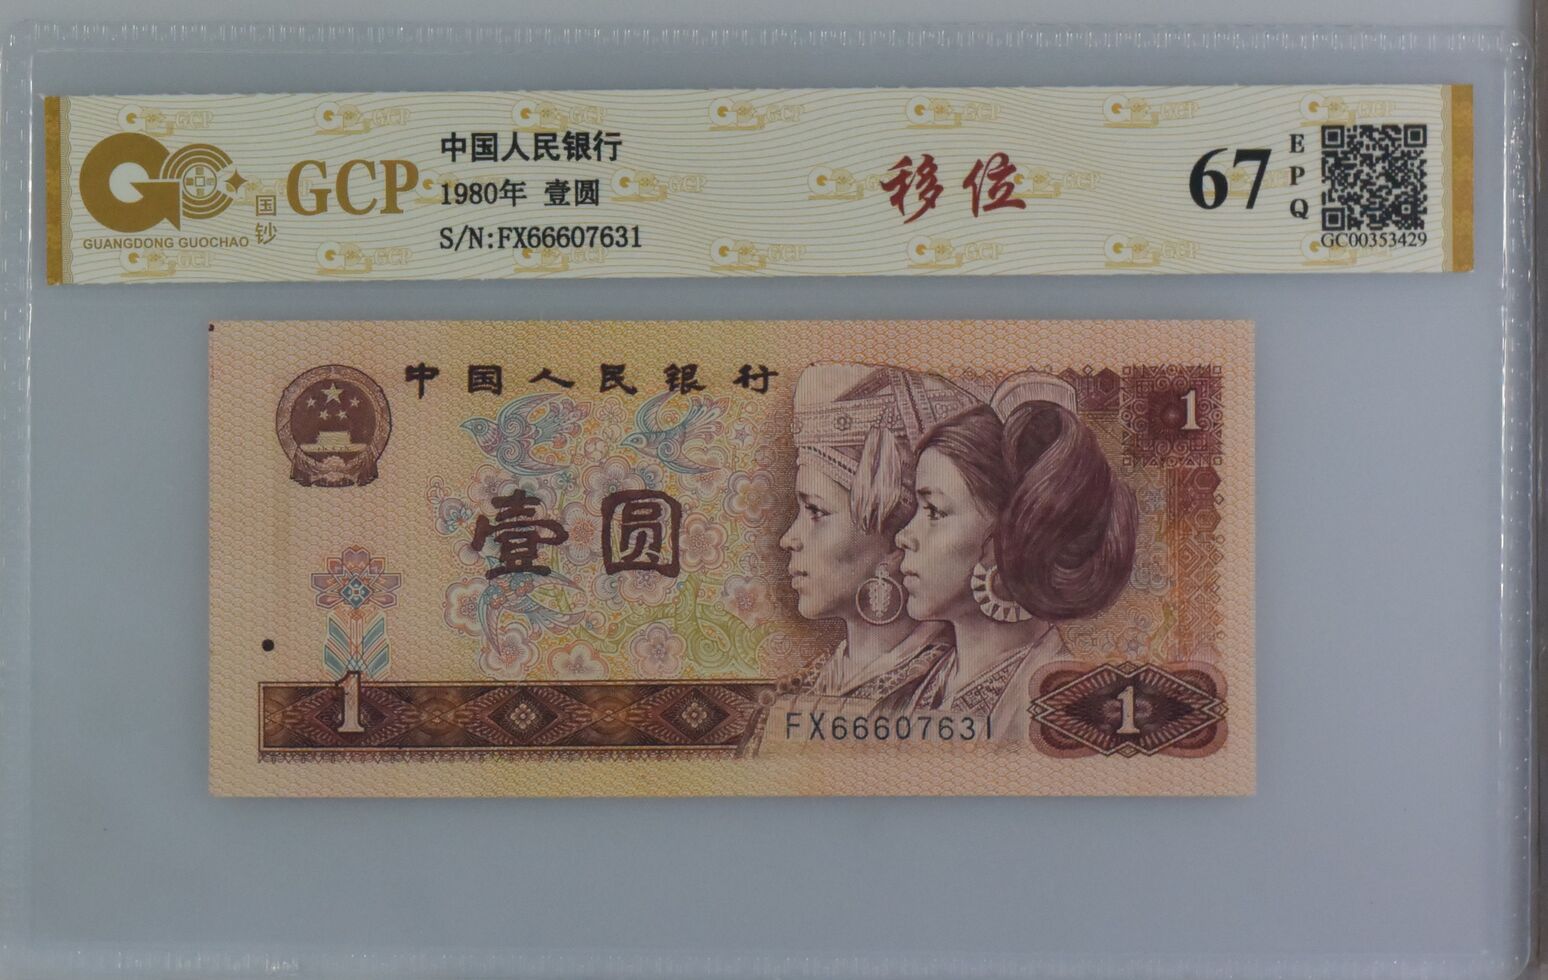 中国人民银行
1980年 壹圆
S/N:FX66607631
GCP
国钞
GUANGDONG GUOCHAO
移位
67
EPQ
GC00353429
中国人民银行
1
壹圆
1
FX66607631
1